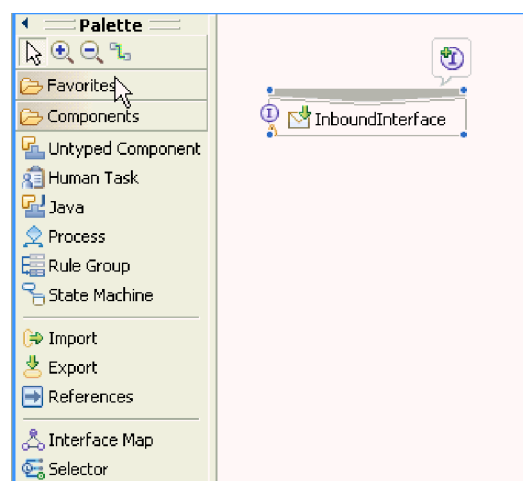 Palette
Favorites
Components
Untyped Component
Human Task
Java
Process
Rule Group
State Machine
Import
Export
References
Interface Map
Selector
I
I InboundInterface